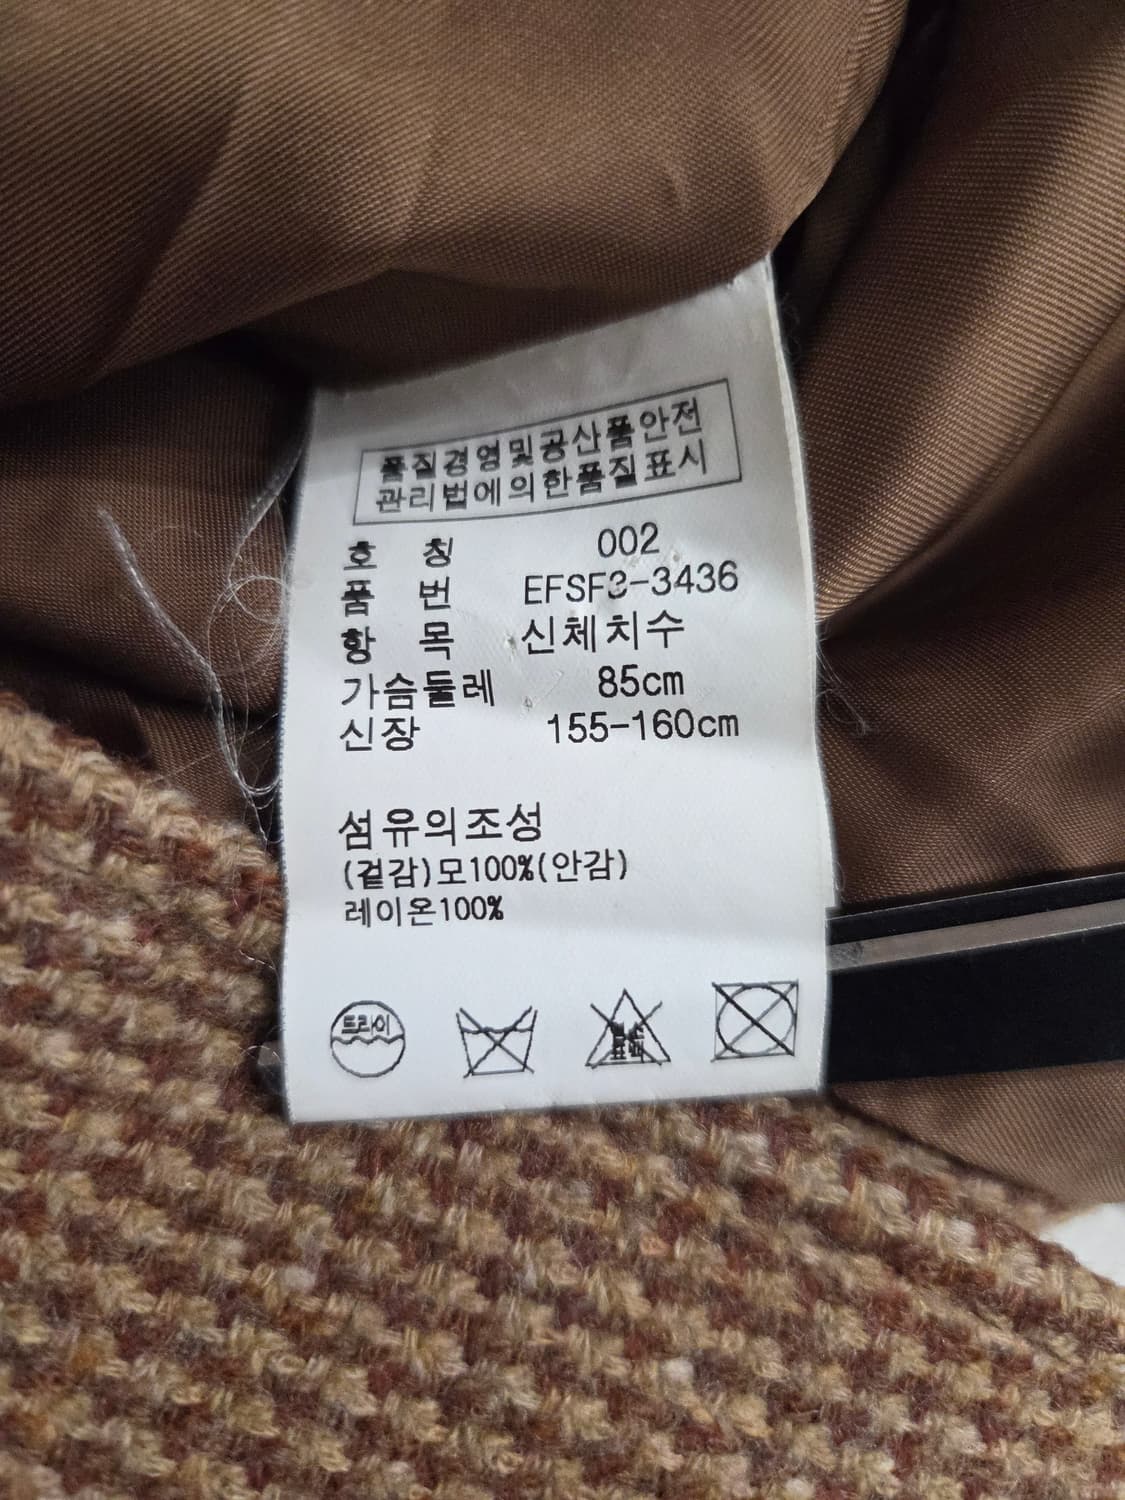 품질경영및공산품안전
관리법에의한품질표시
호 칭 002
품 번 EFSF3-3436
항 목 신체치수
가슴둘레 85cm
신장 155-160cm
섬유의조성
(겉감)모100%(안감)
레이온100%
드라이